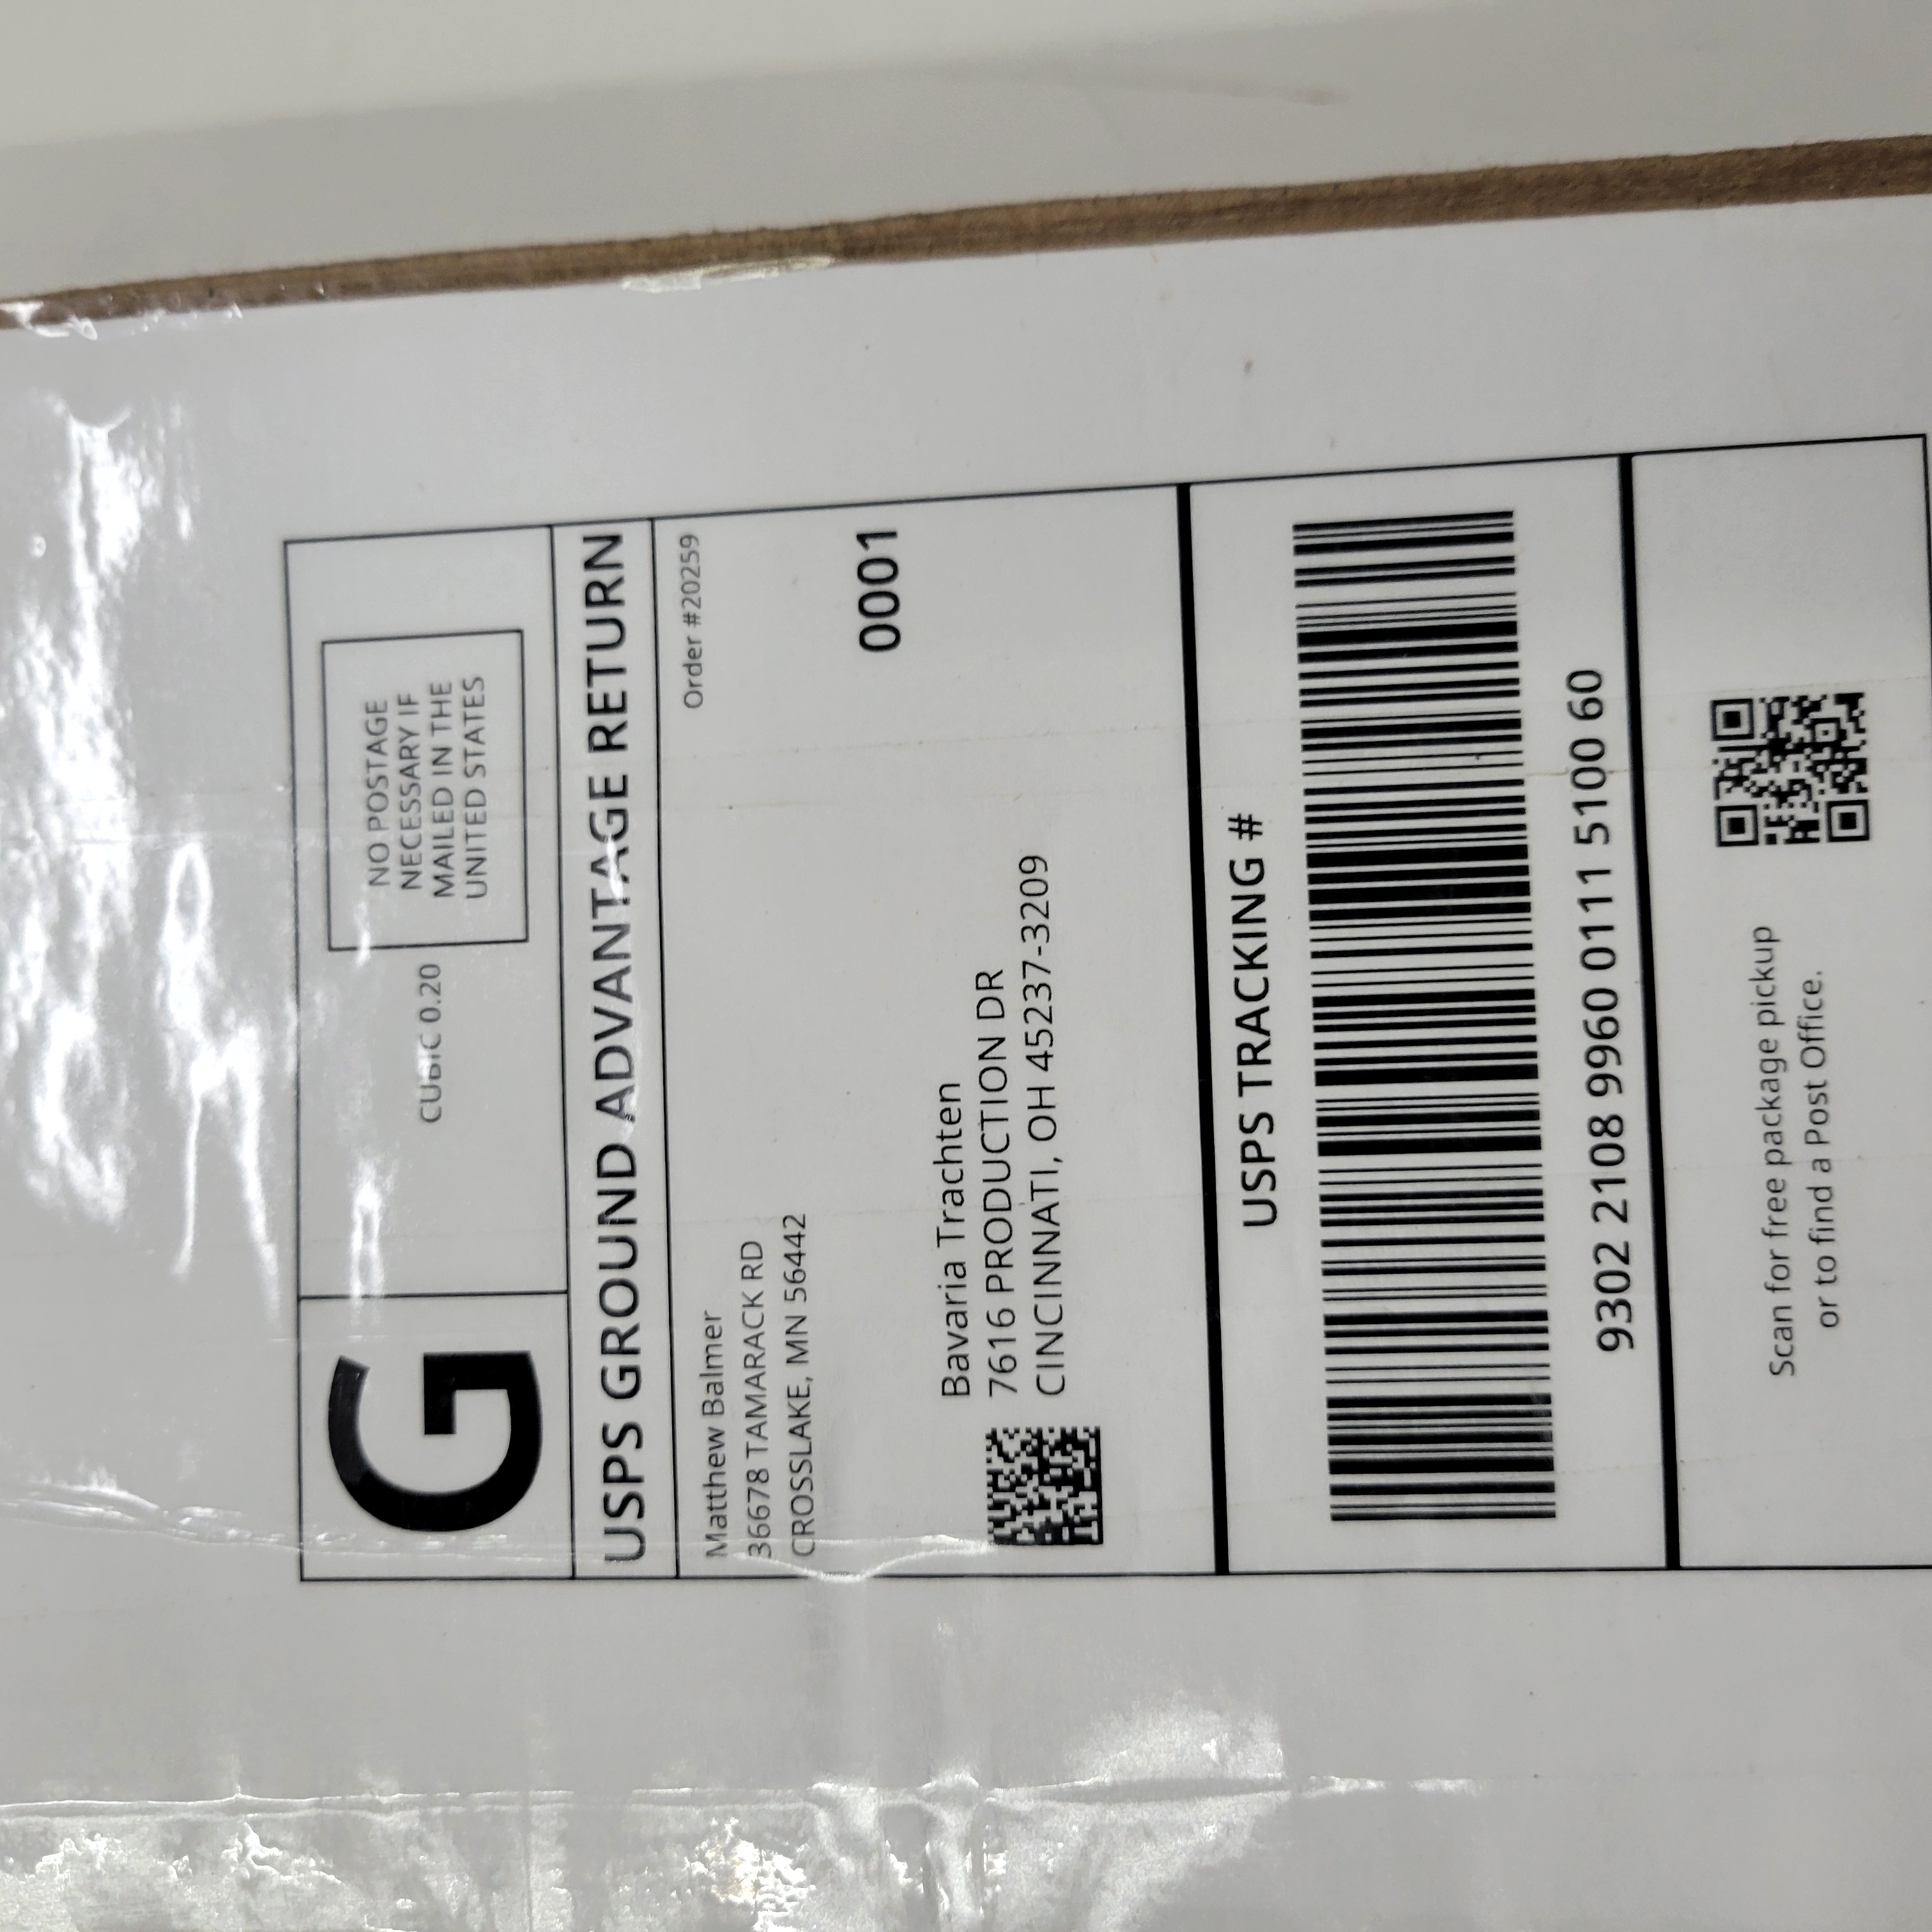 G
CUBIC 0.20
NO POSTAGE
NECESSARY IF
MAILED IN THE
UNITED STATES
USPS GROUND ADVANTAGE RETURN
Order #20259
Matthew Balmer
36678 TAMARACK RD
CROSSLAKE, MN 56442
0001
Bavaria Trachten
7616 PRODUCTION DR
CINCINNATI, OH 45237-3209
USPS TRACKING #
9302 2108 9960 0111 5100 60
Scan for free package pickup
or to find a Post Office.